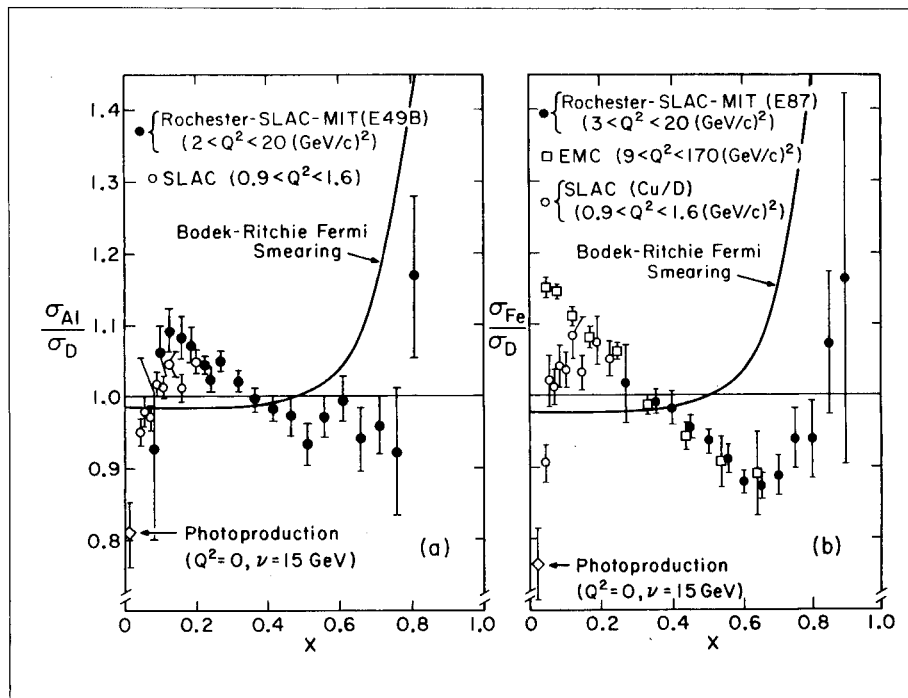 1.4
1.3
1.2
1.1
1.0
0.9
0.8
σAl
σD
Rochester-SLAC-MIT(E49B)
(2<Q²<20(GeV/c)²)
SLAC (0.9<Q²<1.6)
Bodek-Ritchie Fermi
Smearing
Photoproduction
(Q²=0, ν=15GeV)
(a)
0 0.2 0.4 0.6 0.8 1.0
X
σFe
σD
Rochester-SLAC-MIT (E87)
(3<Q²<20(GeV/c)²)
EMC (9<Q²<170(GeV/c)²)
SLAC (Cu/D)
(0.9<Q²<1.6(GeV/c)²)
Bodek-Ritchie Fermi
Smearing
Photoproduction
(Q²=0, ν=15GeV)
(b)
0 0.2 0.4 0.6 0.8 1.0
X